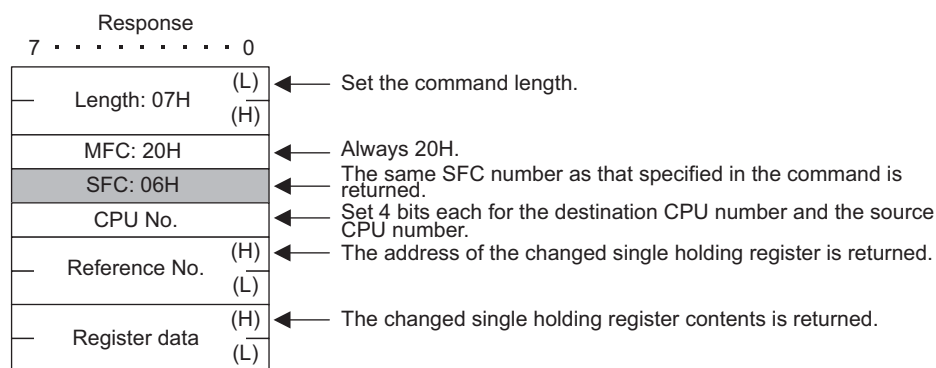 Response
7 · · · · · · · · · 0
Length: 07H
(L)
(H)
Set the command length.
MFC: 20H
Always 20H.
SFC: 06H
The same SFC number as that specified in the command is
returned.
CPU No.
Set 4 bits each for the destination CPU number and the source
CPU number.
Reference No.
(H)
(L)
The address of the changed single holding register is returned.
Register data
(H)
(L)
The changed single holding register contents is returned.